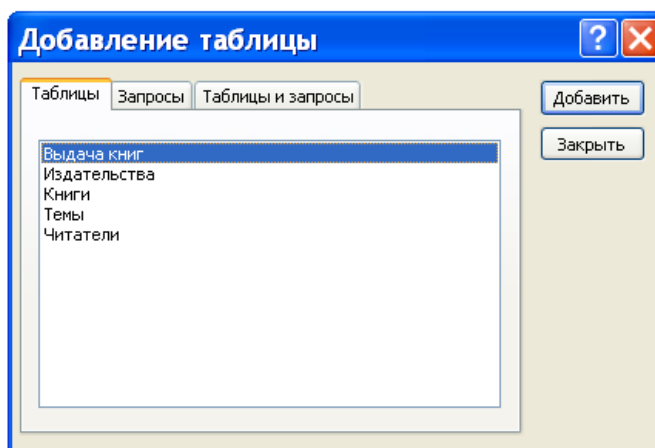 Добавление таблицы
Таблицы Запросы Таблицы и запросы
Добавить
Закрыть
Выдача книг
Издательства
Книги
Темы
Читатели